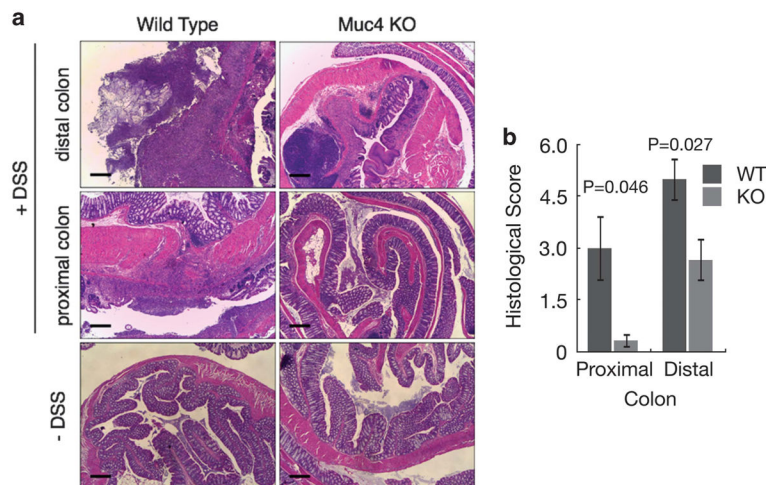 a
Wild Type
Muc4 KO
+ DSS
distal colon
proximal colon
- DSS
b
P=0.027
P=0.046
WT
KO
Histological Score
6.0
4.5
3.0
1.5
0
Proximal
Distal
Colon